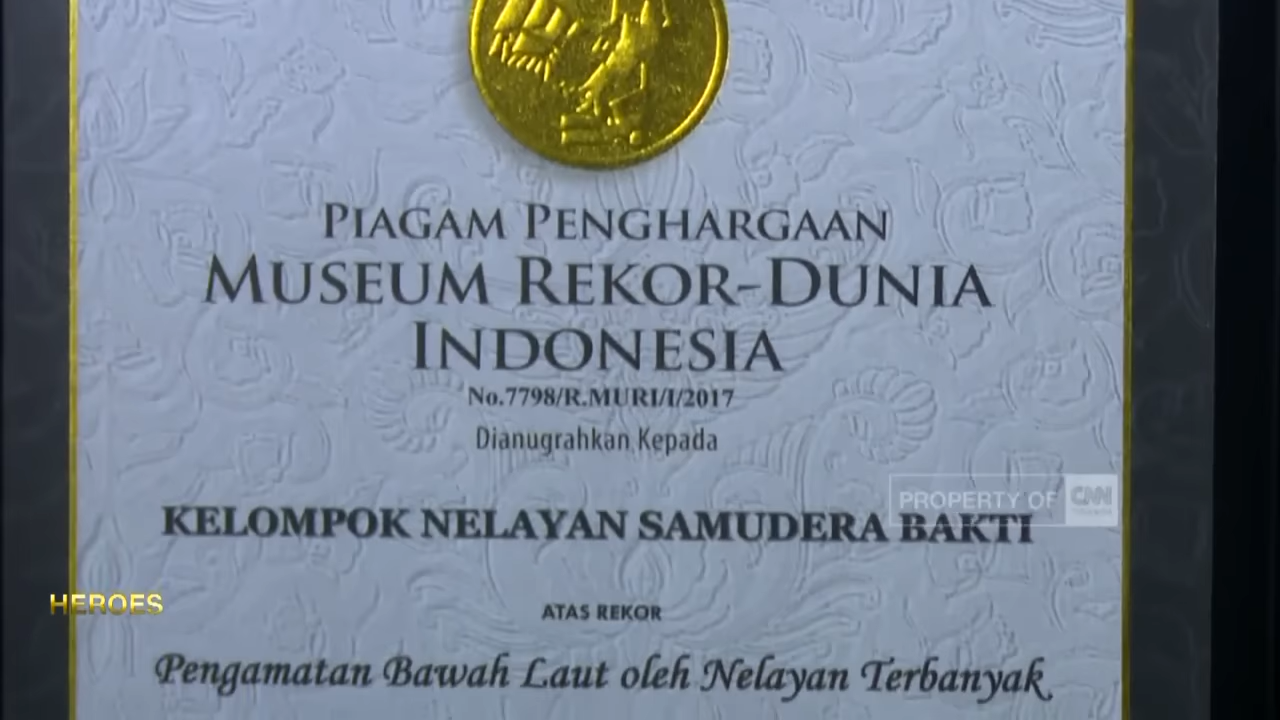 PIAGAM PENGHARGAAN
MUSEUM REKOR-DUNIA
INDONESIA
No.7798/R.MURI/I/2017
Dianugrahkan Kepada
PROPERTY OF CNN
KELOMPOK NELAYAN SAMUDERA BAKTI
HEROES
ATAS REKOR
Pengamatan Bawah Laut oleh Nelayan Terbanyak